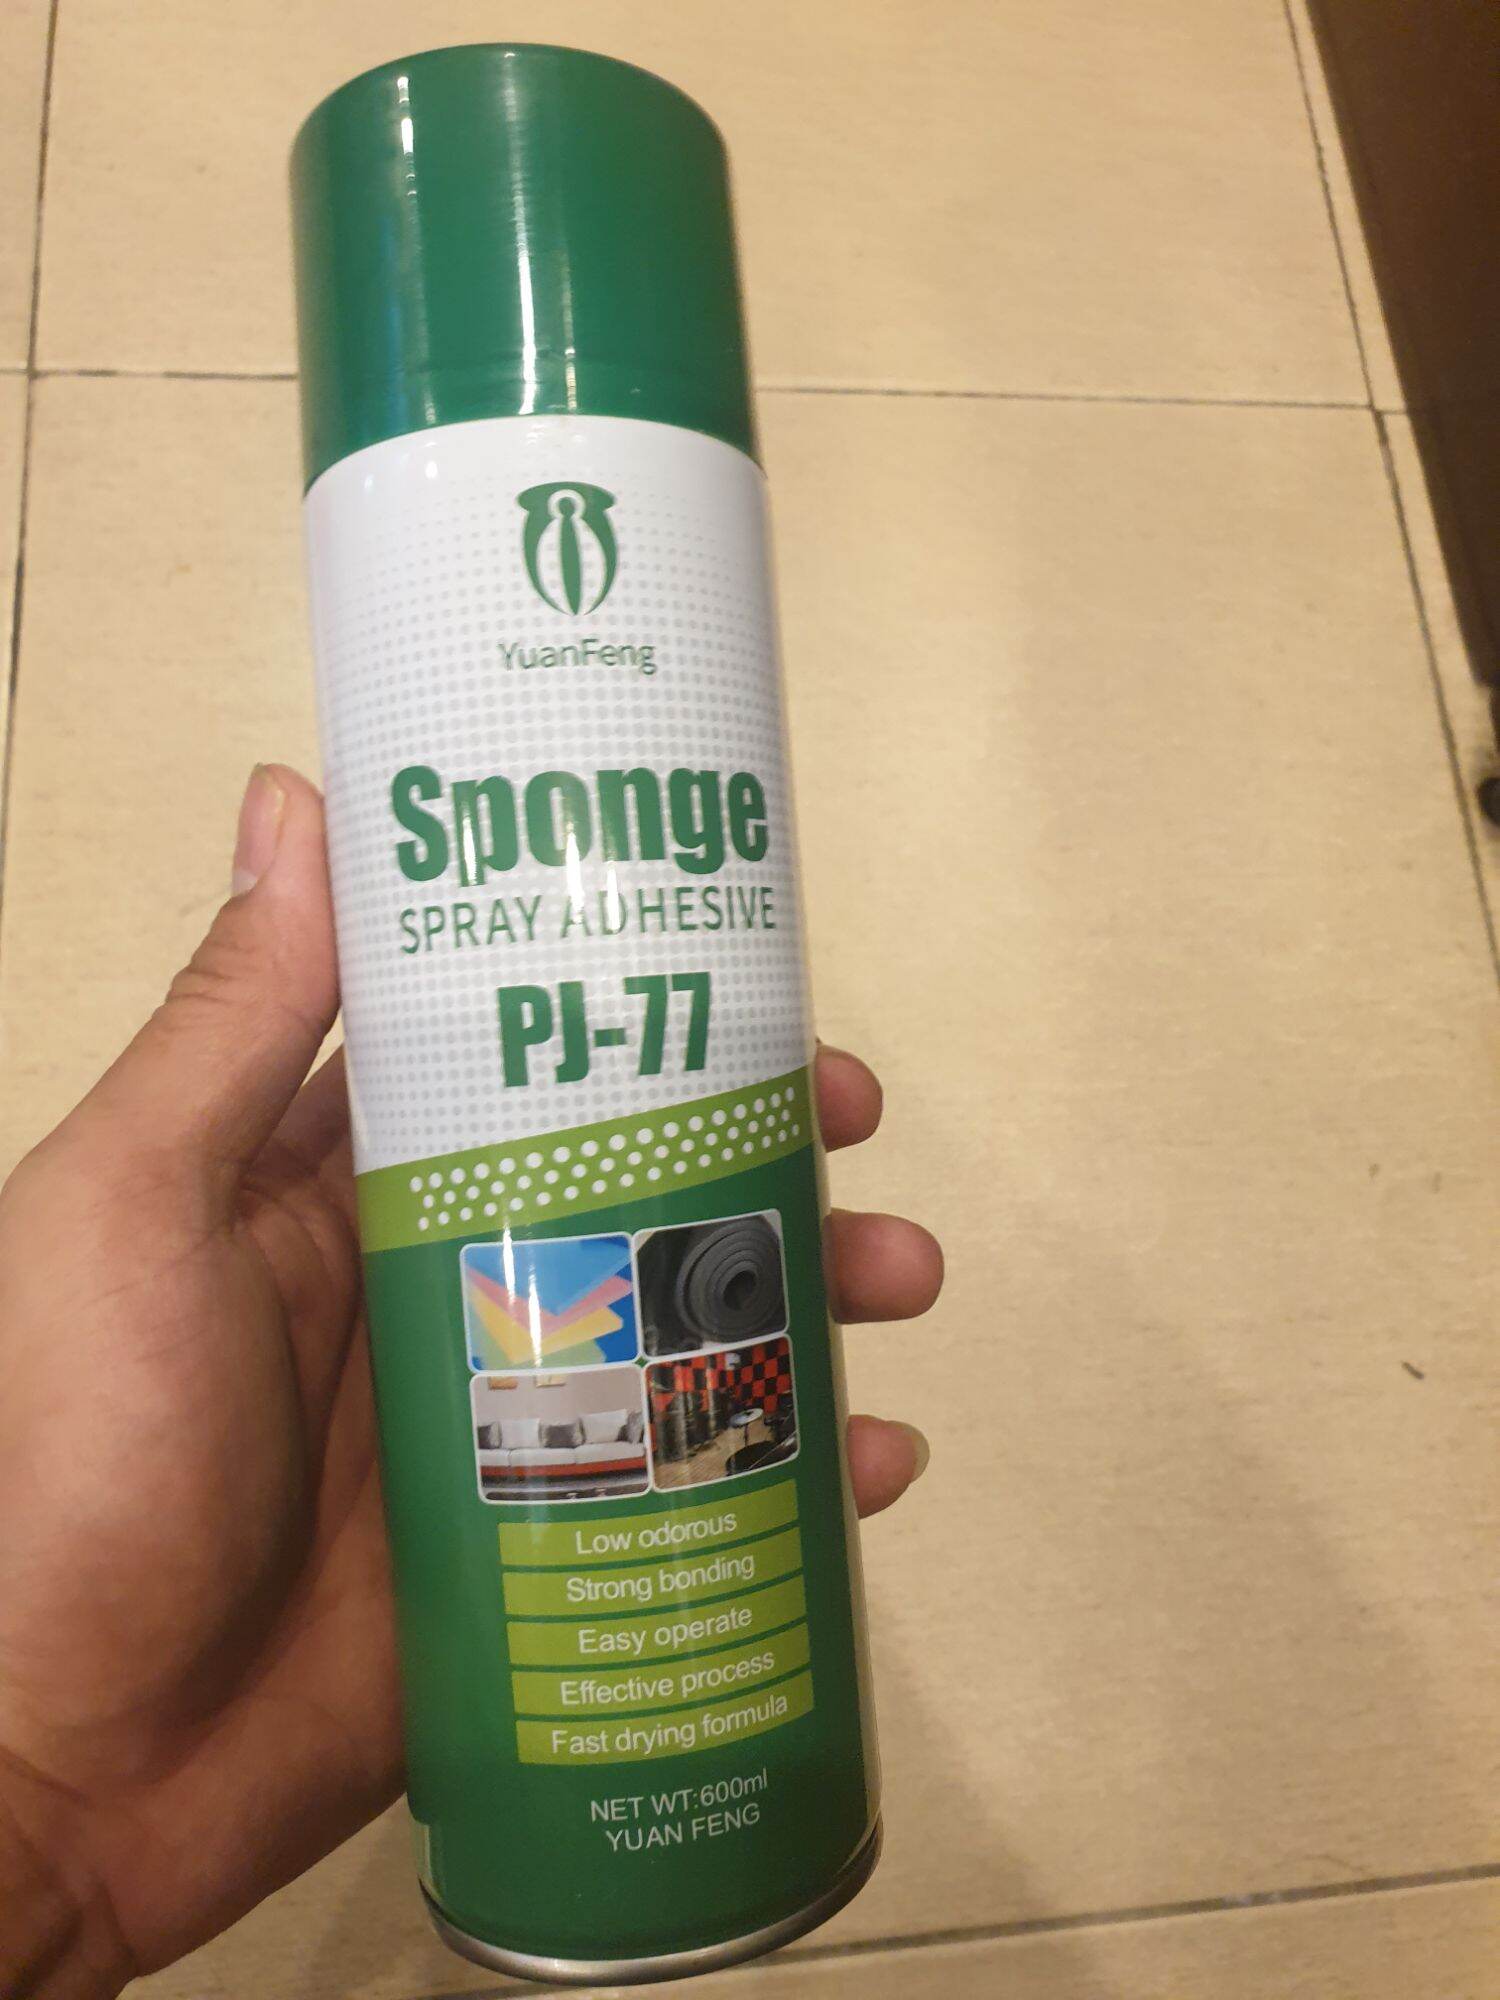 YuanFeng
Sponge
SPRAY ADHESIVE
PJ-77
Low odorous
Strong bonding
Easy operate
Effective process
Fast drying formula
NET WT:600ml
YUAN FENG